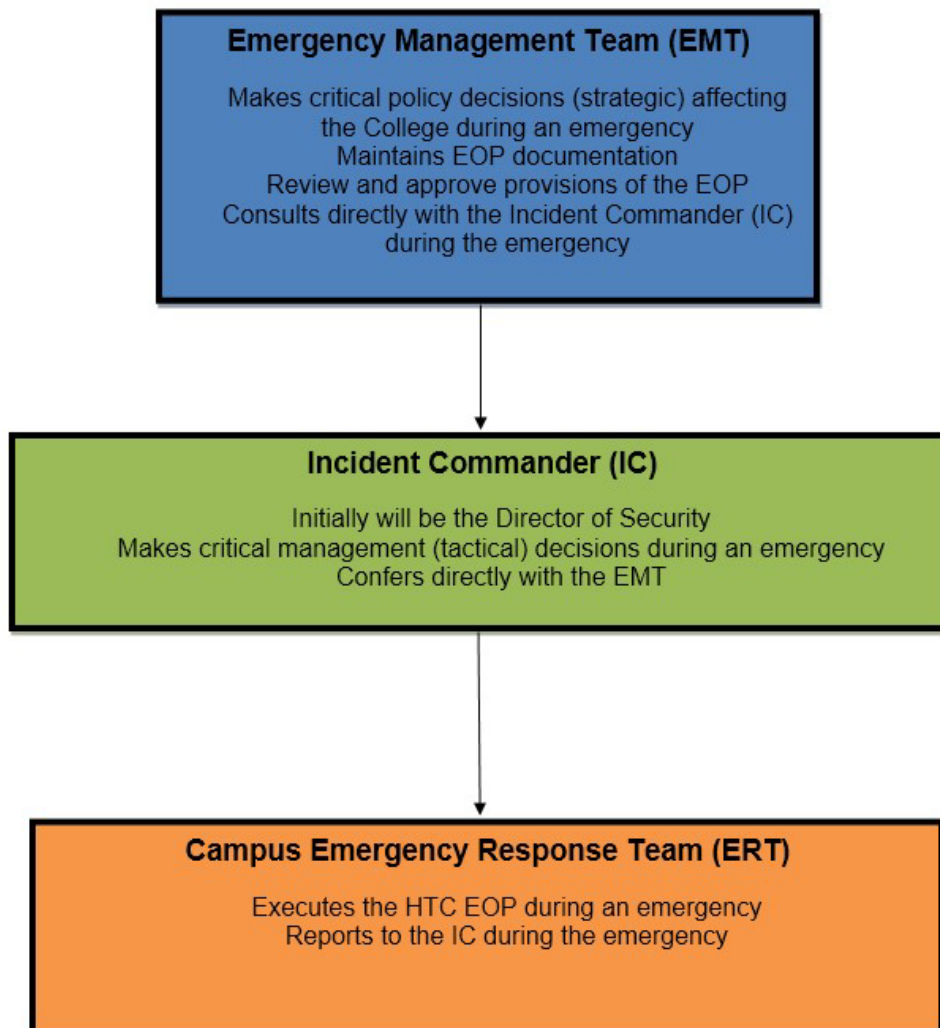 Emergency Management Team (EMT)
Makes critical policy decisions (strategic) affecting
the College during an emergency
Maintains EOP documentation
Review and approve provisions of the EOP
Consults directly with the Incident Commander (IC)
during the emergency
Incident Commander (IC)
Initially will be the Director of Security
Makes critical management (tactical) decisions during an emergency
Confers directly with the EMT
Campus Emergency Response Team (ERT)
Executes the HTC EOP during an emergency
Reports to the IC during the emergency